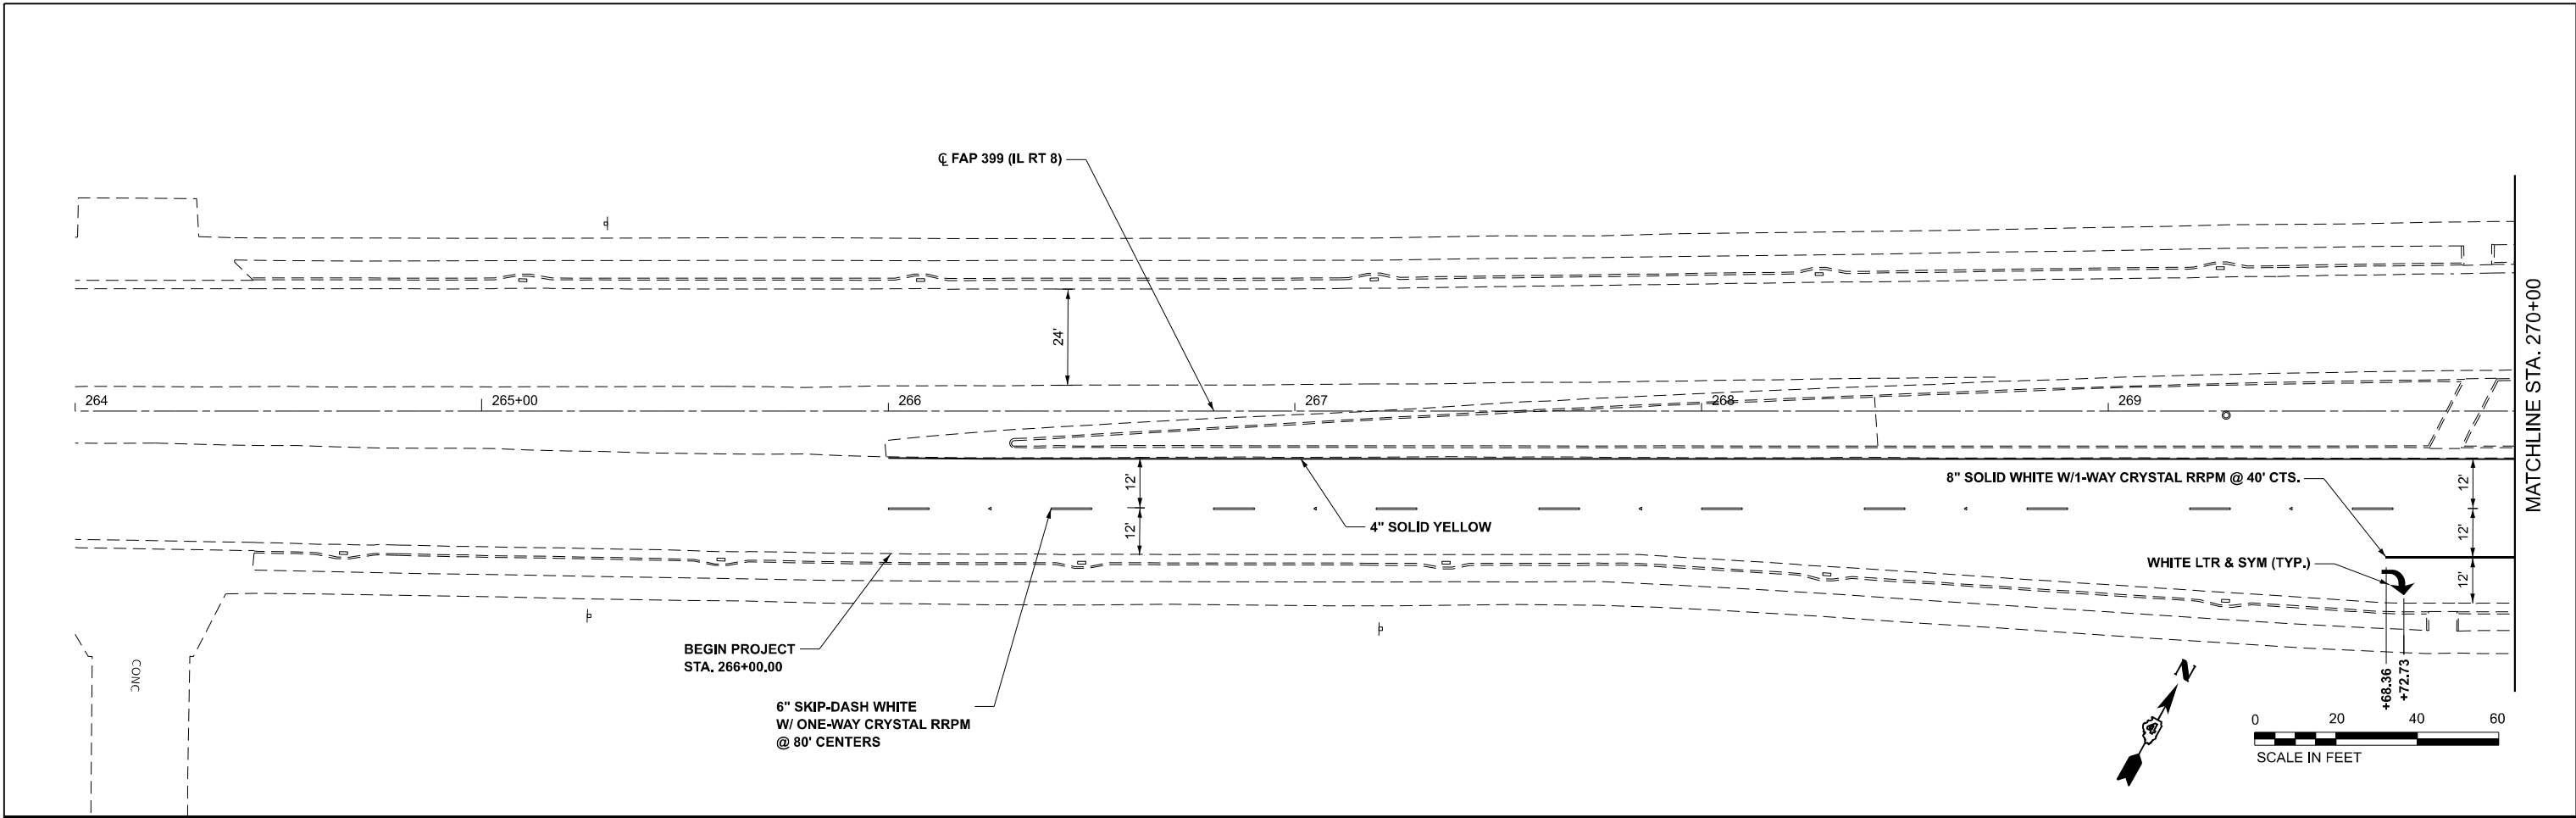 ℄ FAP 399 (IL RT 8)
24'
264
265+00
266
267
268
269
MATCHLINE STA. 270+00
12'
12'
4" SOLID YELLOW
8" SOLID WHITE W/1-WAY CRYSTAL RRPM @ 40' CTS.
12'
12'
12'
WHITE LTR & SYM (TYP.)
BEGIN PROJECT
STA. 266+00.00
6" SKIP-DASH WHITE
W/ ONE-WAY CRYSTAL RRPM
@ 80' CENTERS
CONC
+68.36
+72.73
N
0 20 40 60
SCALE IN FEET